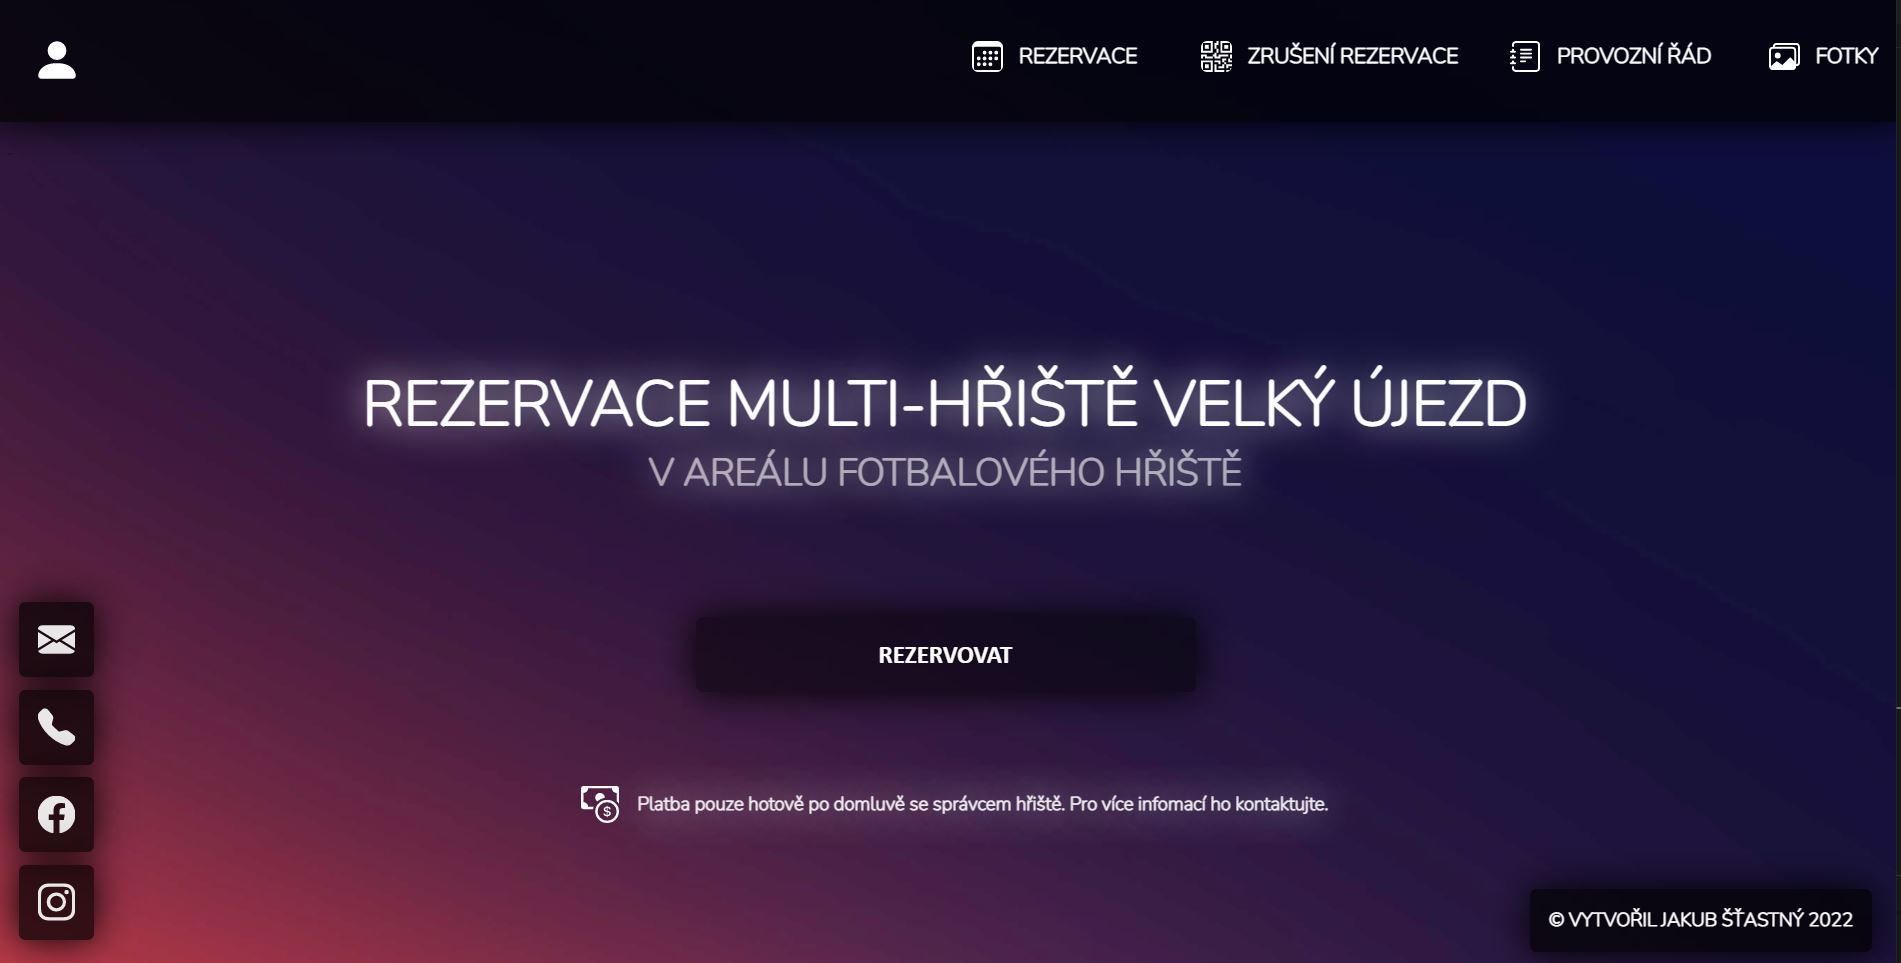 REZERVACE
ZRUŠENÍ REZERVACE
PROVOZNÍ ŘÁD
FOTKY
REZERVACE MULTI-HŘIŠTĚ VELKÝ ÚJEZD
V AREÁLU FOTBALOVÉHO HŘIŠTĚ
REZERVOVAT
Platba pouze hotově po domluvě se správcem hřiště. Pro více infomací ho kontaktujte.
© VYTVOŘIL JAKUB ŠŤASTNÝ 2022